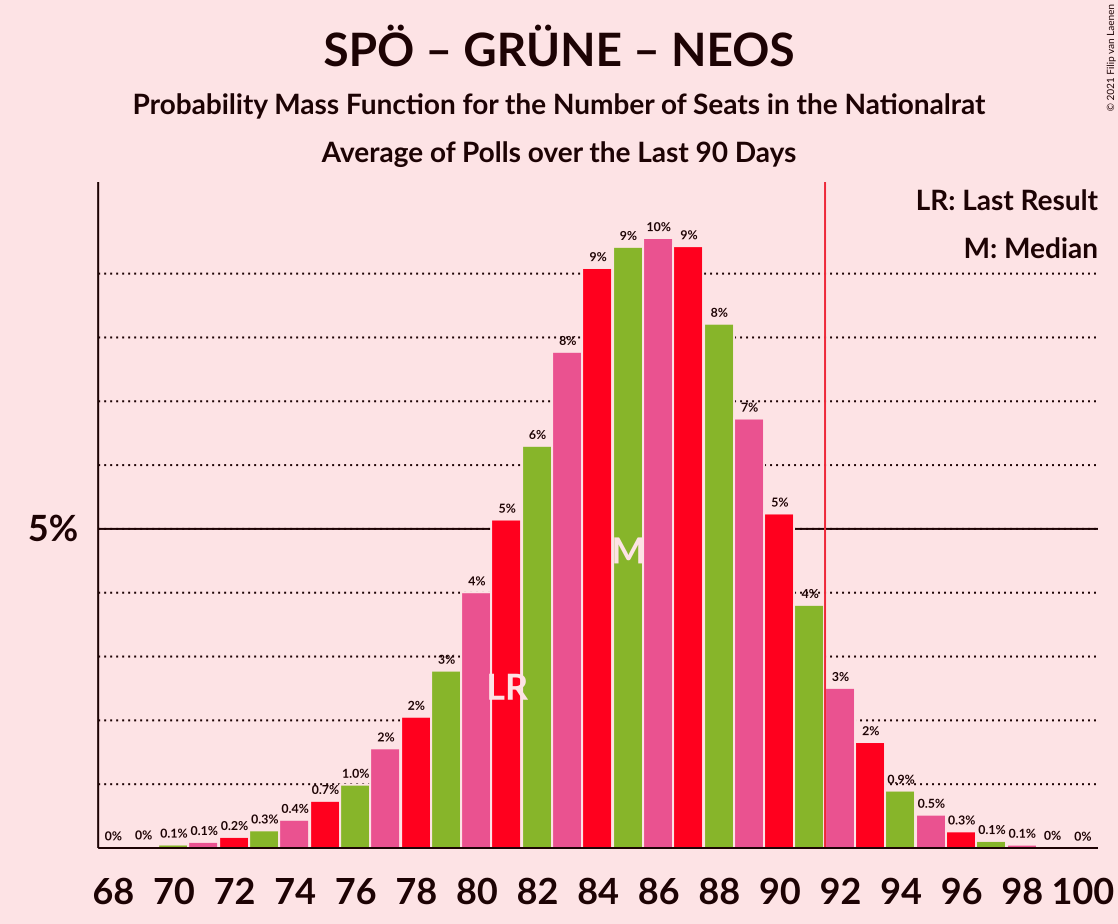 SPÖ – GRÜNE – NEOS
Probability Mass Function for the Number of Seats in the Nationalrat
Average of Polls over the Last 90 Days
© 2021 Filip van Laenen
LR: Last Result
M: Median
5%
0% 0% 0.1% 0.1% 0.2% 0.3% 0.4% 0.7% 1.0% 2% 2% 3% 4% 5% 6% 8% 9% 9% 10% 9% 8% 7% 5% 4% 3% 2% 0.9% 0.5% 0.3% 0.1% 0.1% 0% 0%
M
LR
68 70 72 74 76 78 80 82 84 86 88 90 92 94 96 98 100